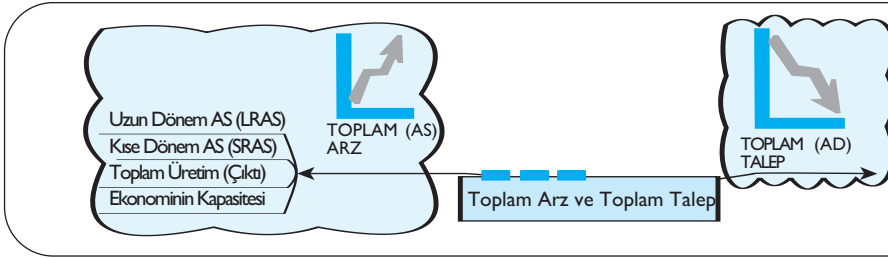 Uzun Dönem AS (LRAS)
Kıse Dönem AS (SRAS)
Toplam Üretim (Çıktı)
Ekonominin Kapasitesi
TOPLAM (AS)
ARZ
Toplam Arz ve Toplam Talep
TOPLAM (AD)
TALEP